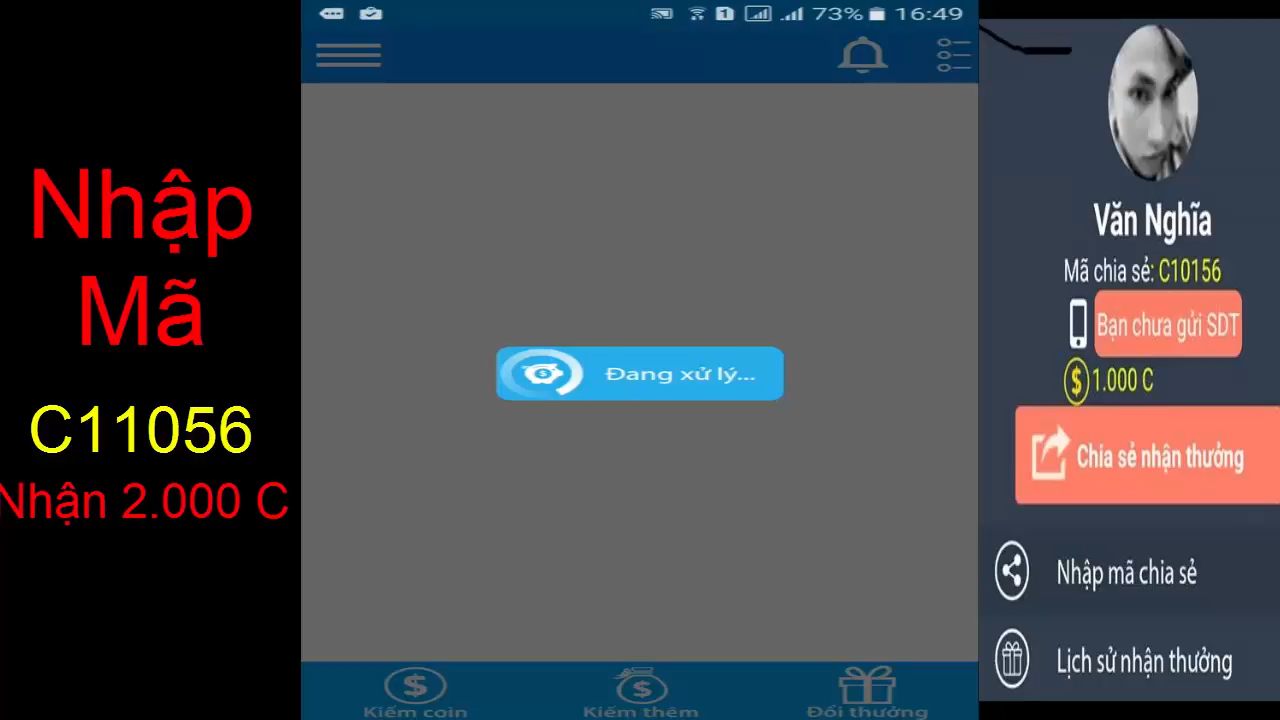 Nhập
Mã
C11056
Nhận 2.000 C
1 73% 16:49
Đang xử lý...
Kiếm coin Kiếm thêm Đổi thưởng
Văn Nghĩa
Mã chia sẻ: C10156
Bạn chưa gửi SDT
1.000 C
Chia sẻ nhận thưởng
Nhập mã chia sẻ
Lịch sử nhận thưởng